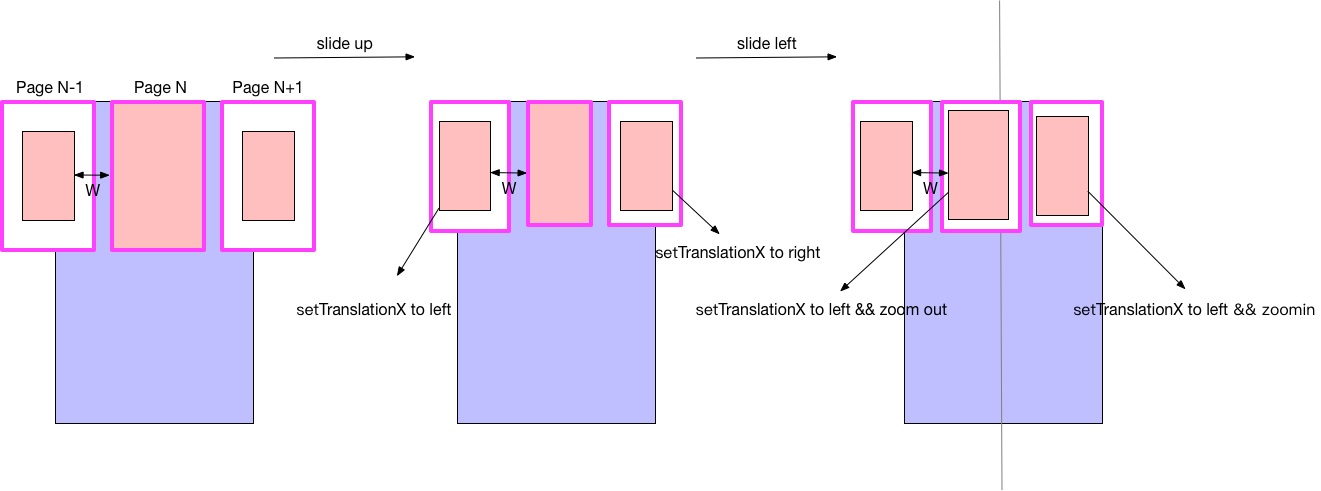 slide up
slide left
Page N-1
Page N
Page N+1
W
W
W
setTranslationX to right
setTranslationX to left
setTranslationX to left && zoom out
setTranslationX to left && zoomin